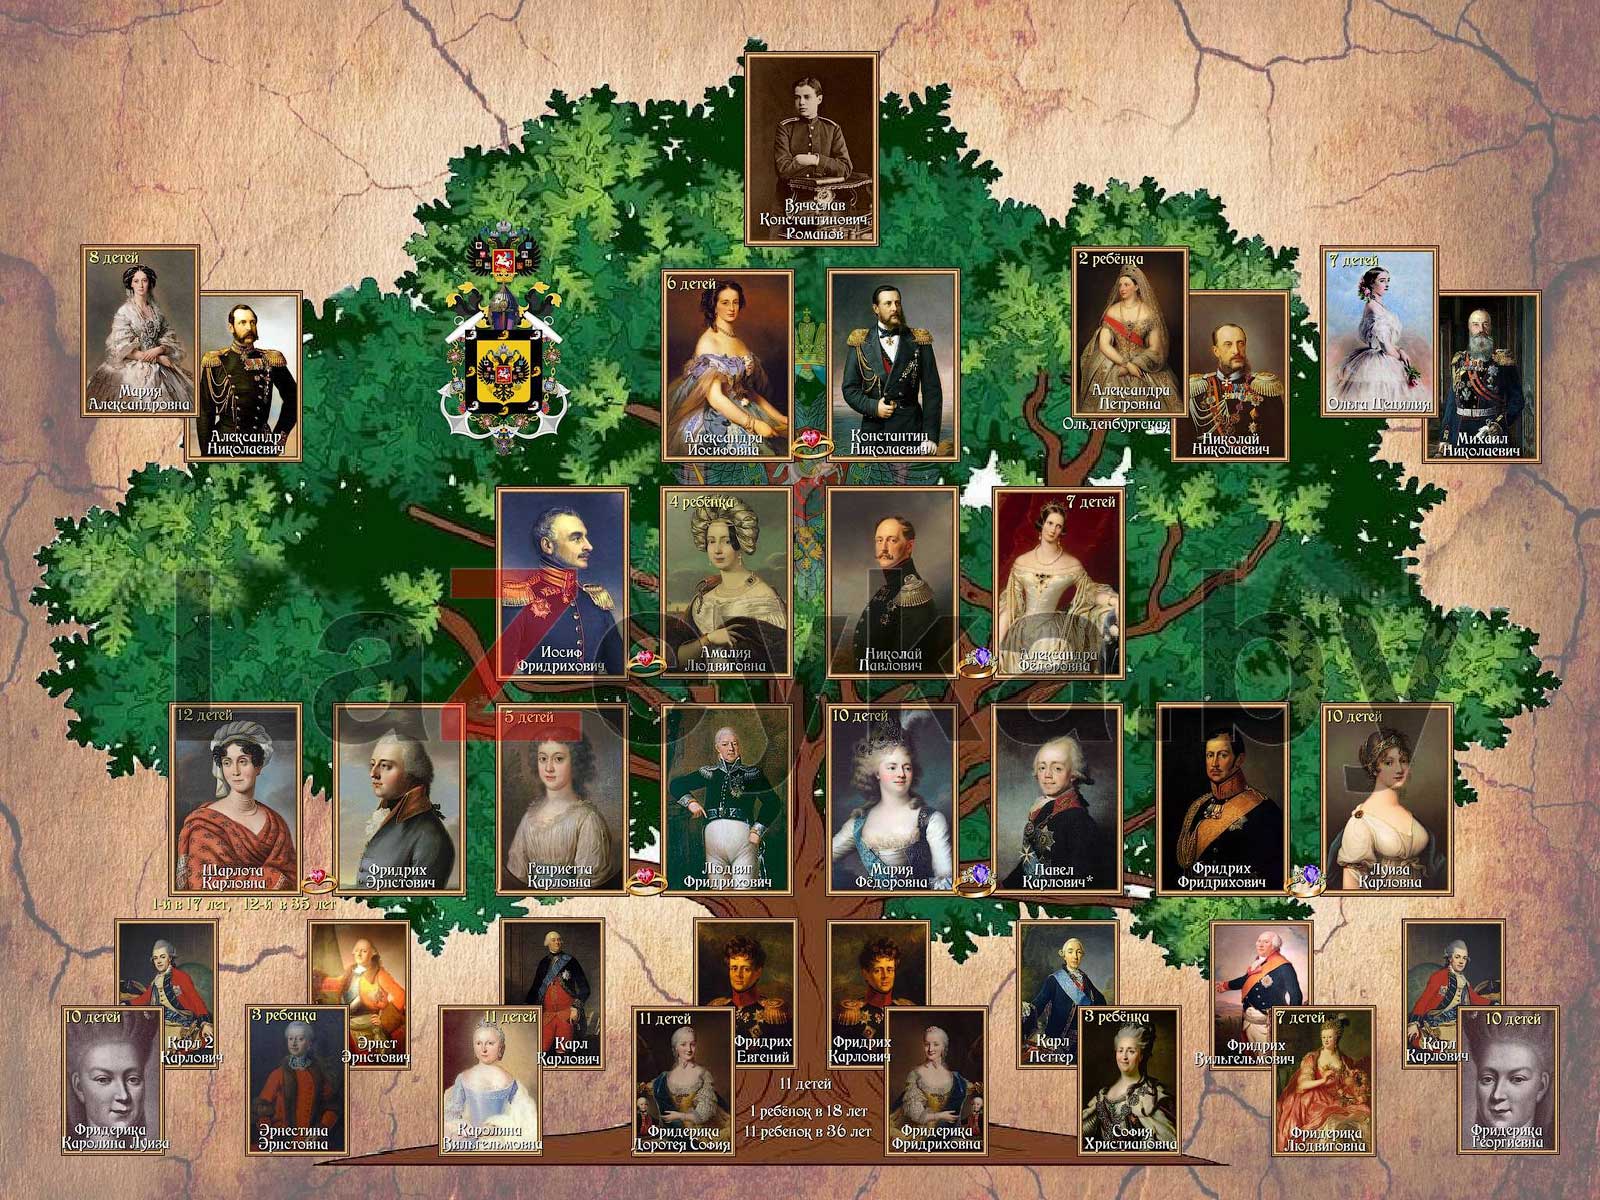 Вячеслав
Константинович
Романов
8 детей
Мария
Александровна
Александр
Николаевич
6 детей
Александра
Иосифовна
Константин
Николаевич
2 ребёнка
Александра
Петровна
Ольденбургская
Николай
Николаевич
7 детей
Ольга Цецилия
Михаил
Николаевич
Иосиф
Фридрихович
4 ребёнка
Амалия
Людвиговна
Николай
Павлович
7 детей
Александра
Фёдоровна
LaZeyka.by
12 детей
Шарлота
Карловна
1-й в 17 лет, 12-й в 35 лет
Фридрих
Эрнстович
5 детей
Генриетта
Карловна
Людвиг
Фридрихович
10 детей
Мария
Фёдоровна
Павел
Карлович*
Фридрих
Фридрихович
10 детей
Луиза
Карловна
Карл 2
Карлович
10 детей
Фридерика
Каролина Луиза
Эрнст
Эрнстович
3 ребенка
Эрнестина
Эрнстовна
Карл
Карлович
11 детей
Каролина
Вильгельмовна
Фридрих
Евгений
11 детей
Фридерика
Доротея София
Фридрих
Карлович
11 детей
1 ребёнок в 18 лет
11 ребенок в 36 лет
Фридерика
Фридриховна
Карл
Петтер
3 ребёнка
София
Христиановна
Фридрих
Вильгельмович
7 детей
Фридерика
Людвиговна
Карл
Карлович
10 детей
Фридерика
Георгиевна